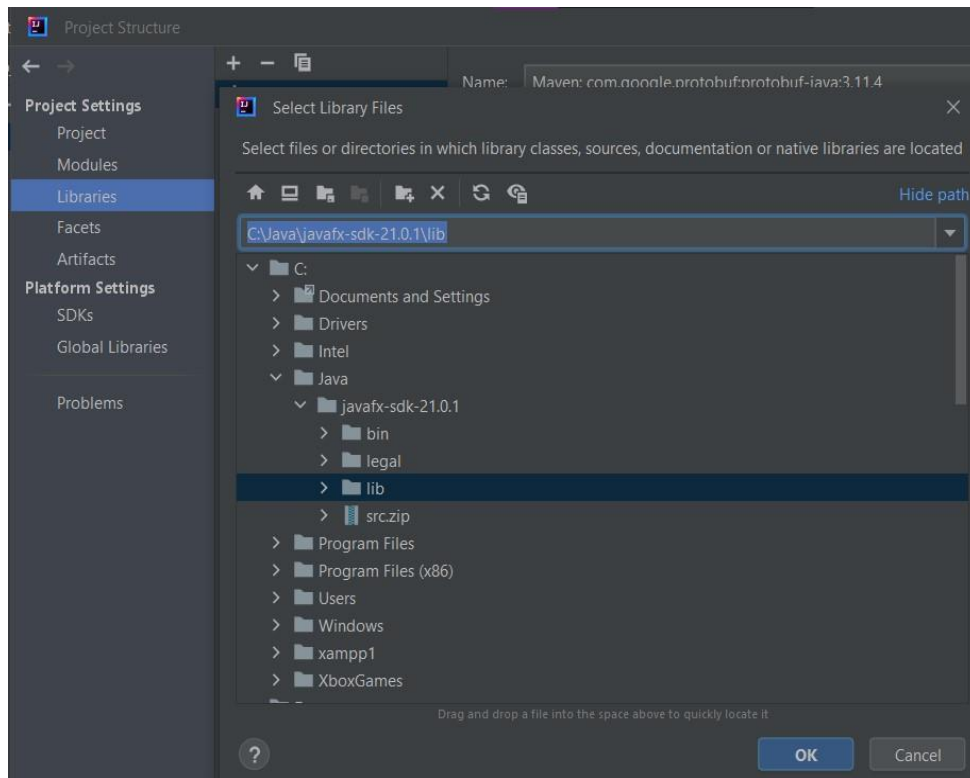 Project Structure
Name: Maven: com.google.protobuf:protobuf-java:3.11.4
Project Settings
Project
Modules
Libraries
Facets
Artifacts
Platform Settings
SDKs
Global Libraries
Problems
Select Library Files
Select files or directories in which library classes, sources, documentation or native libraries are located
Hide path
C:\Java\javafx-sdk-21.0.1\lib
C:
Documents and Settings
Drivers
Intel
Java
javafx-sdk-21.0.1
bin
legal
lib
src.zip
Program Files
Program Files (x86)
Users
Windows
xampp1
XboxGames
Drag and drop a file into the space above to quickly locate it
?
OK
Cancel